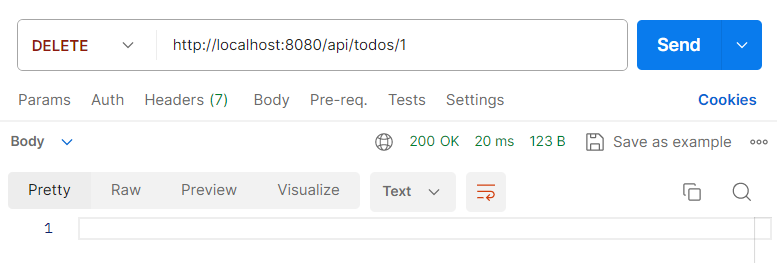 DELETE http://localhost:8080/api/todos/1 Send
Params Auth Headers (7) Body Pre-req. Tests Settings Cookies
Body 200 OK 20 ms 123 B Save as example
Pretty Raw Preview Visualize Text
1